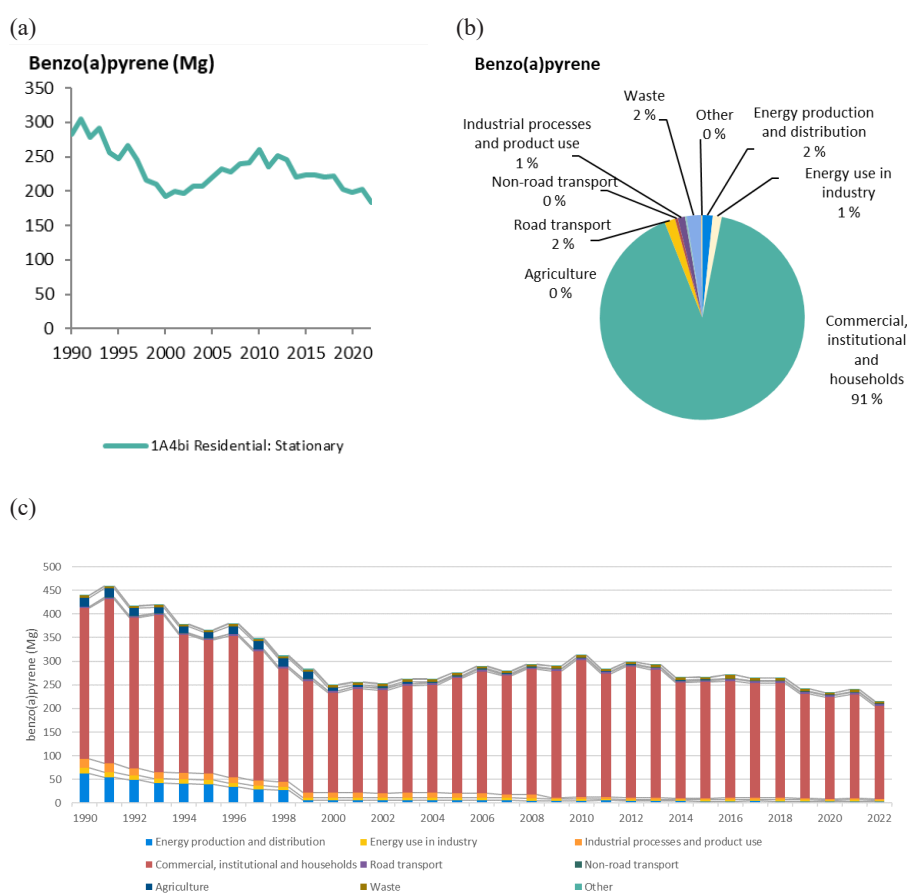 (a)
Benzo(a)pyrene (Mg)
350
300
250
200
150
100
50
0
1990 1995 2000 2005 2010 2015 2020
1A4bi Residential: Stationary
(b)
Benzo(a)pyrene
Waste
2 %
Other
0 %
Energy production
and distribution
2 %
Energy use in
industry
1 %
Industrial processes
and product use
1 %
Non-road transport
0 %
Road transport
2 %
Agriculture
0 %
Commercial,
institutional
and
households
91 %
(c)
benzo(a)pyrene (Mg)
500
450
400
350
300
250
200
150
100
50
0
1990 1992 1994 1996 1998 2000 2002 2004 2006 2008 2010 2012 2014 2016 2018 2020 2022
Energy production and distribution Energy use in industry Industrial processes and product use
Commercial, institutional and households Road transport Non-road transport
Agriculture Waste Other